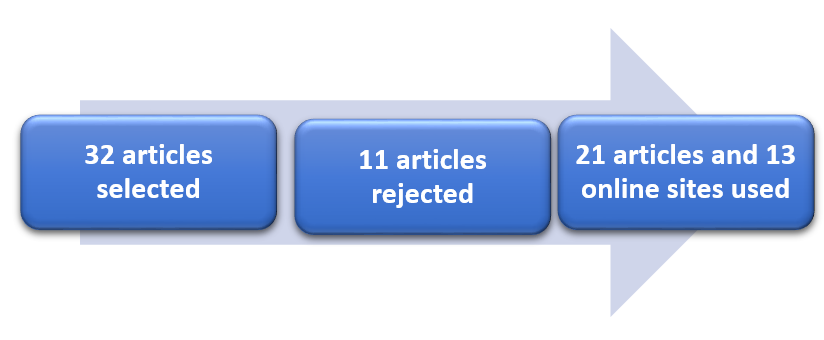 32 articles
selected
11 articles
rejected
21 articles and 13
online sites used